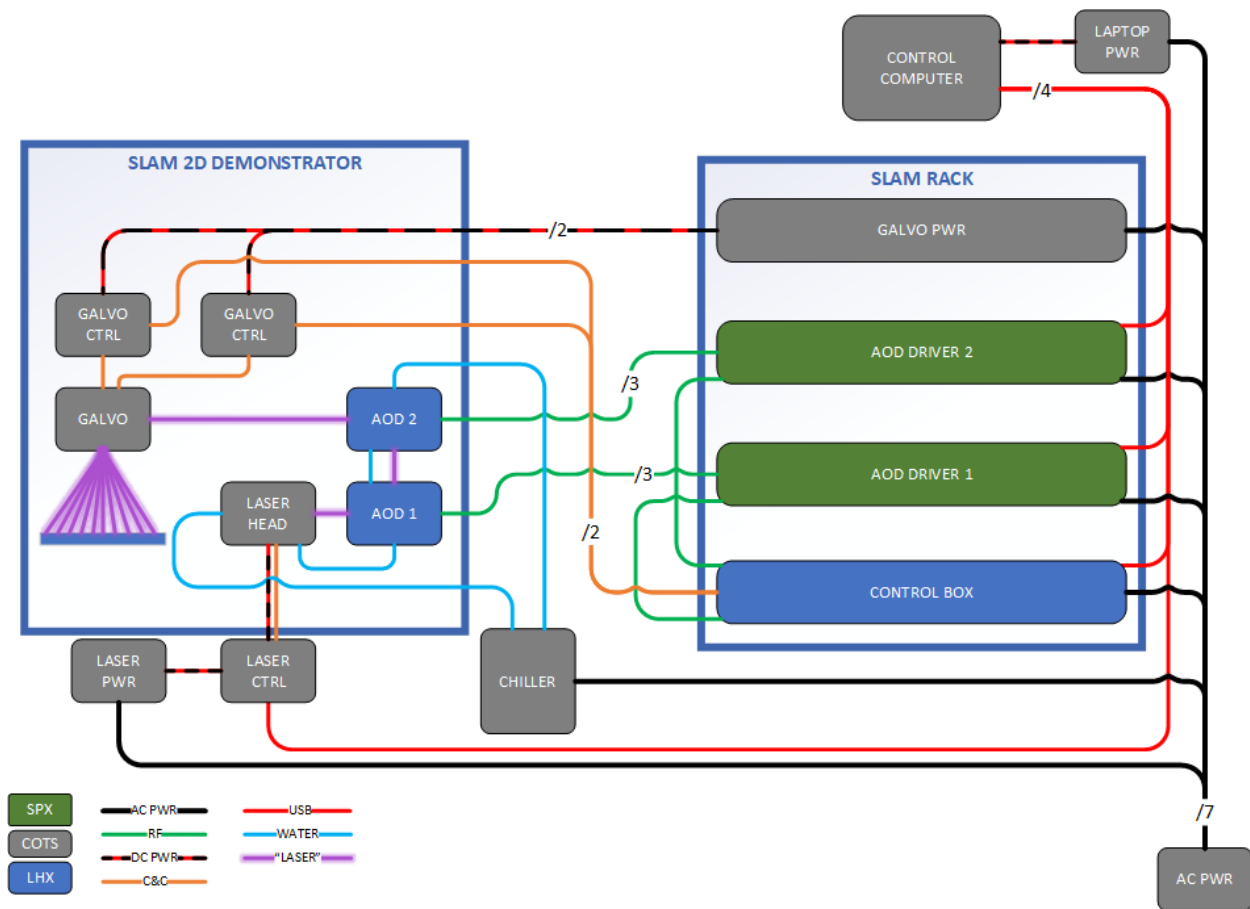 LAPTOP
PWR
CONTROL
COMPUTER
/4
SLAM 2D DEMONSTRATOR
SLAM RACK
/2
GALVO PWR
GALVO
CTRL
GALVO
CTRL
AOD DRIVER 2
/3
GALVO
AOD 2
/3
AOD DRIVER 1
LASER
HEAD
AOD 1
/2
CONTROL BOX
LASER
PWR
LASER
CTRL
CHILLER
SPX
AC PWR
USB
/7
COTS
RF
WATER
DC PWR
"LASER"
LHX
C&C
AC PWR